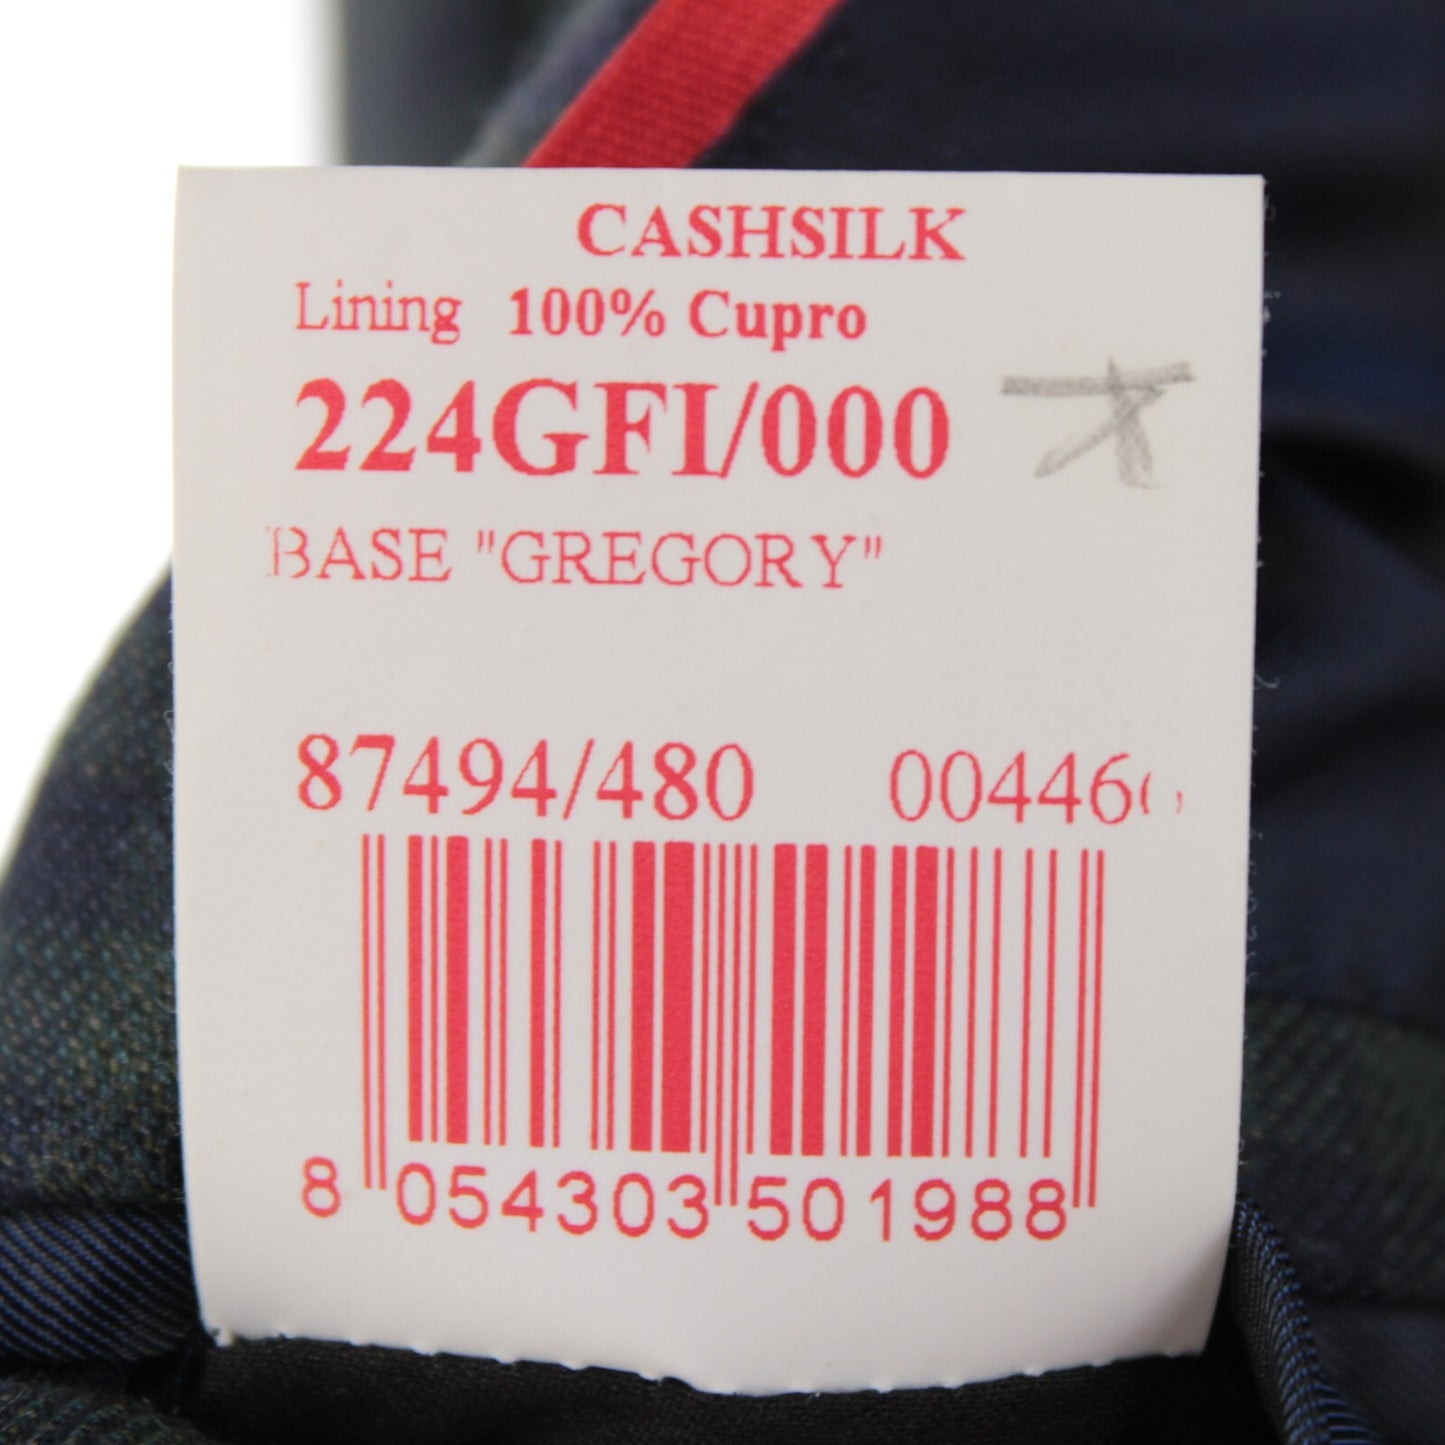 CASHSILK
Lining 100% Cupro
224GFI/000
BASE "GREGORY"
87494/480
8 054303 501988